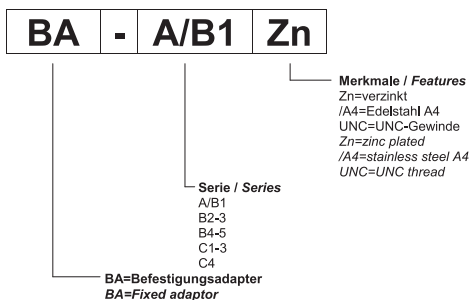 BA - A/B1 Zn
Merkmale / Features
Zn=verzinkt
/A4=Edelstahl A4
UNC=UNC-Gewinde
Zn=zinc plated
/A4=stainless steel A4
UNC=UNC thread
Serie / Series
A/B1
B2-3
B4-5
C1-3
C4
BA=Befestigungsadapter
BA=Fixed adaptor